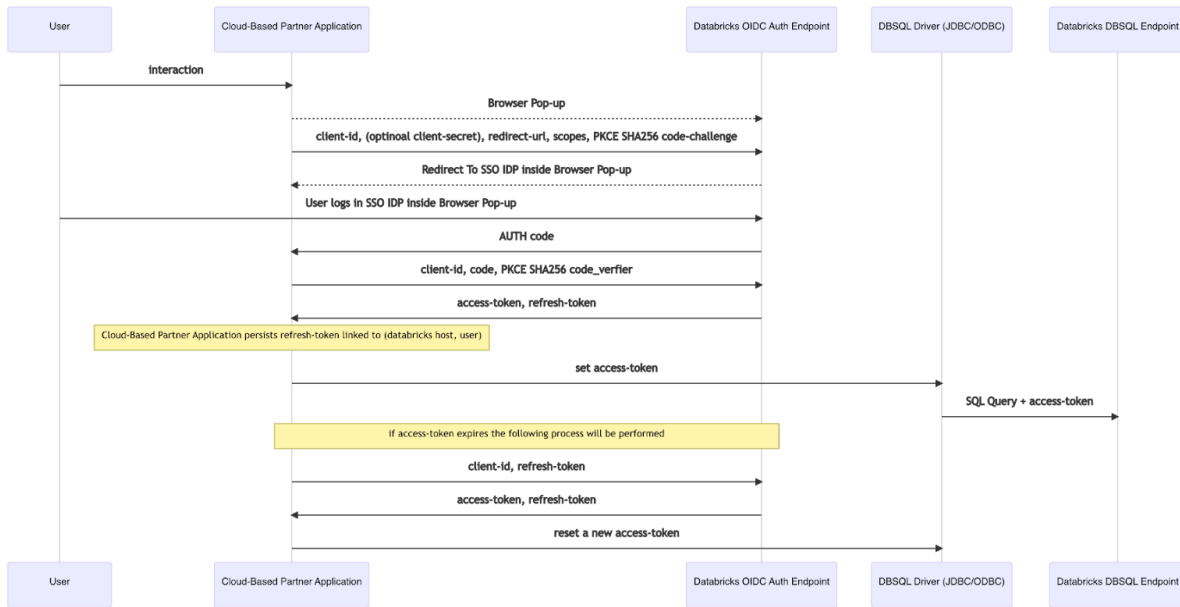 User
Cloud-Based Partner Application
Databricks OIDC Auth Endpoint
DBSQL Driver (JDBC/ODBC)
Databricks DBSQL Endpoint
interaction
Browser Pop-up
client-id, (optinoal client-secret), redirect-url, scopes, PKCE SHA256 code-challenge
Redirect To SSO IDP inside Browser Pop-up
User logs in SSO IDP inside Browser Pop-up
AUTH code
client-id, code, PKCE SHA256 code_verfier
access-token, refresh-token
Cloud-Based Partner Application persists refresh-token linked to (databricks host, user)
set access-token
SQL Query + access-token
if access-token expires the following process will be performed
client-id, refresh-token
access-token, refresh-token
reset a new access-token
User
Cloud-Based Partner Application
Databricks OIDC Auth Endpoint
DBSQL Driver (JDBC/ODBC)
Databricks DBSQL Endpoint